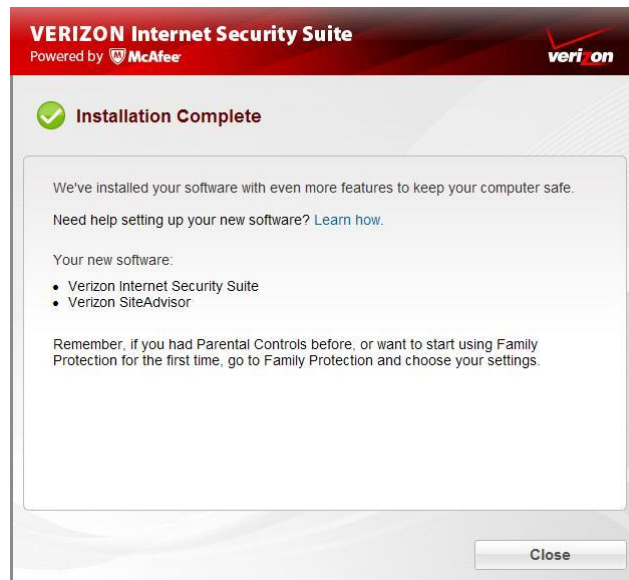 VERIZON Internet Security Suite
Powered by McAfee
verizon
Installation Complete
We've installed your software with even more features to keep your computer safe.
Need help setting up your new software? Learn how.
Your new software:
• Verizon Internet Security Suite
• Verizon SiteAdvisor
Remember, if you had Parental Controls before, or want to start using Family
Protection for the first time, go to Family Protection and choose your settings.
Close